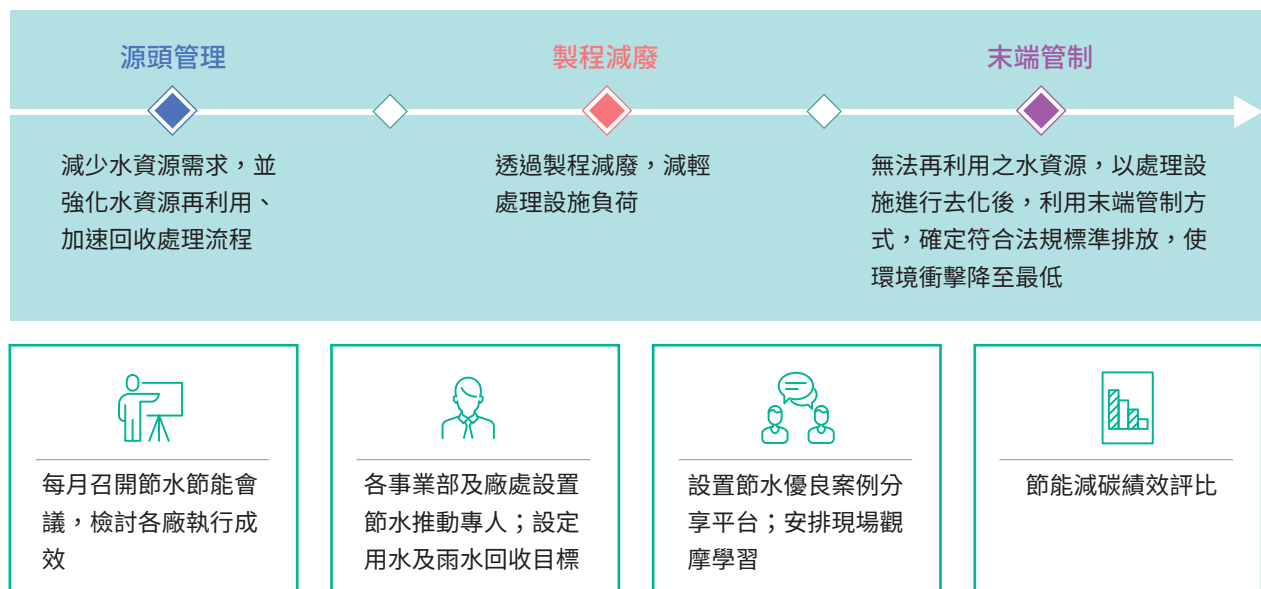 源頭管理
減少水資源需求，並
強化水資源再利用、
加速回收處理流程
製程減廢
透過製程減廢，減輕
處理設施負荷
末端管制
無法再利用之水資源，以處理設
施進行去化後，利用末端管制方
式，確定符合法規標準排放，使
環境衝擊降至最低
每月召開節水節能會
議，檢討各廠執行成
效
各事業部及廠處設置
節水推動專人；設定
用水及雨水回收目標
設置節水優良案例分
享平台；安排現場觀
摩學習
節能減碳績效評比